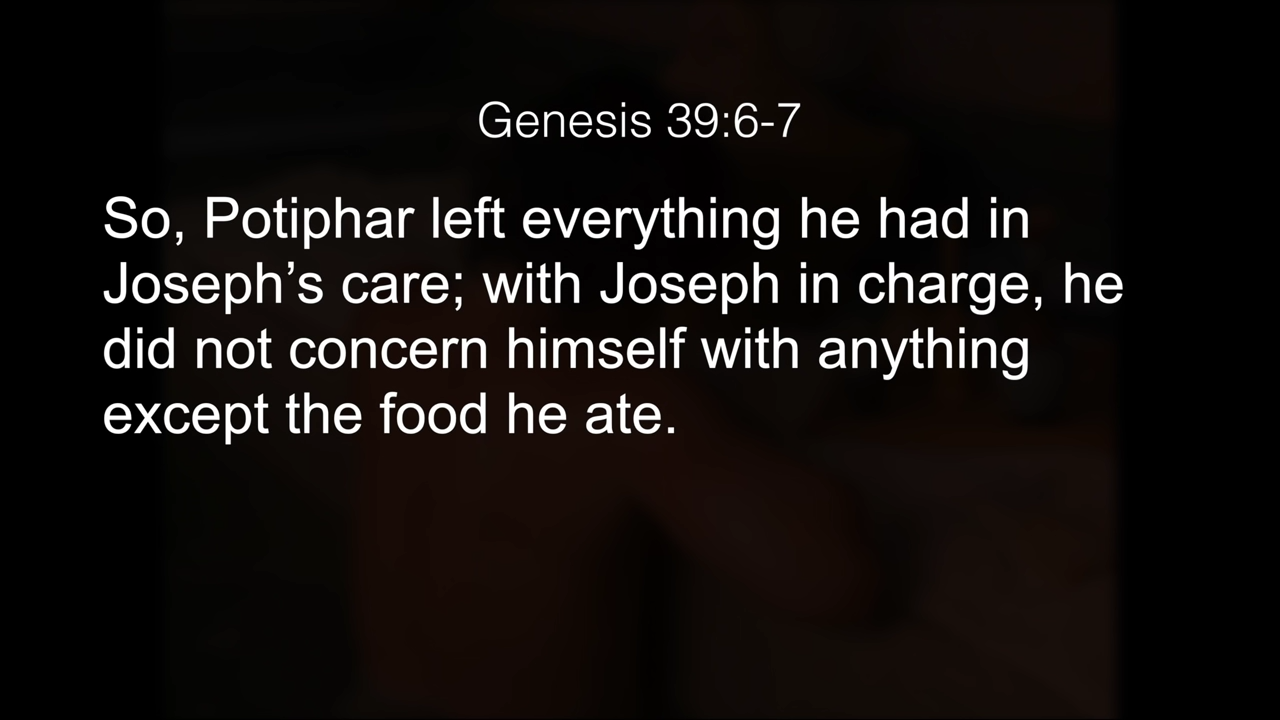 Genesis 39:6-7
So, Potiphar left everything he had in
Joseph’s care; with Joseph in charge, he
did not concern himself with anything
except the food he ate.